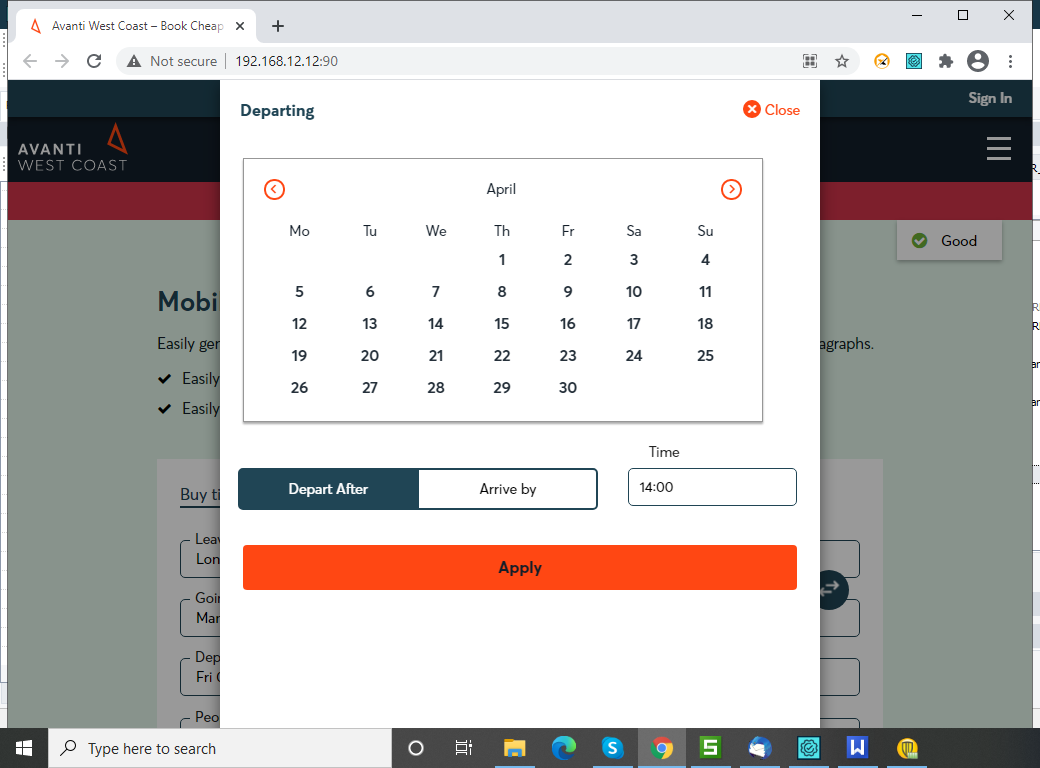 Avanti West Coast – Book Cheap
Not secure
192.168.12.12:90
Sign In
AVANTI
WEST COAST
Departing
Close
Good
April
Mo Tu We Th Fr Sa Su
1 2 3 4
5 6 7 8 9 10 11
12 13 14 15 16 17 18
19 20 21 22 23 24 25
26 27 28 29 30
Mobi
Easily ger
agraphs.
Easily
Easily
Time
Depart After
Arrive by
14:00
Buy ti
Leav
Lon
Apply
Goin
Man
Dep
Fri
Peo
Type here to search